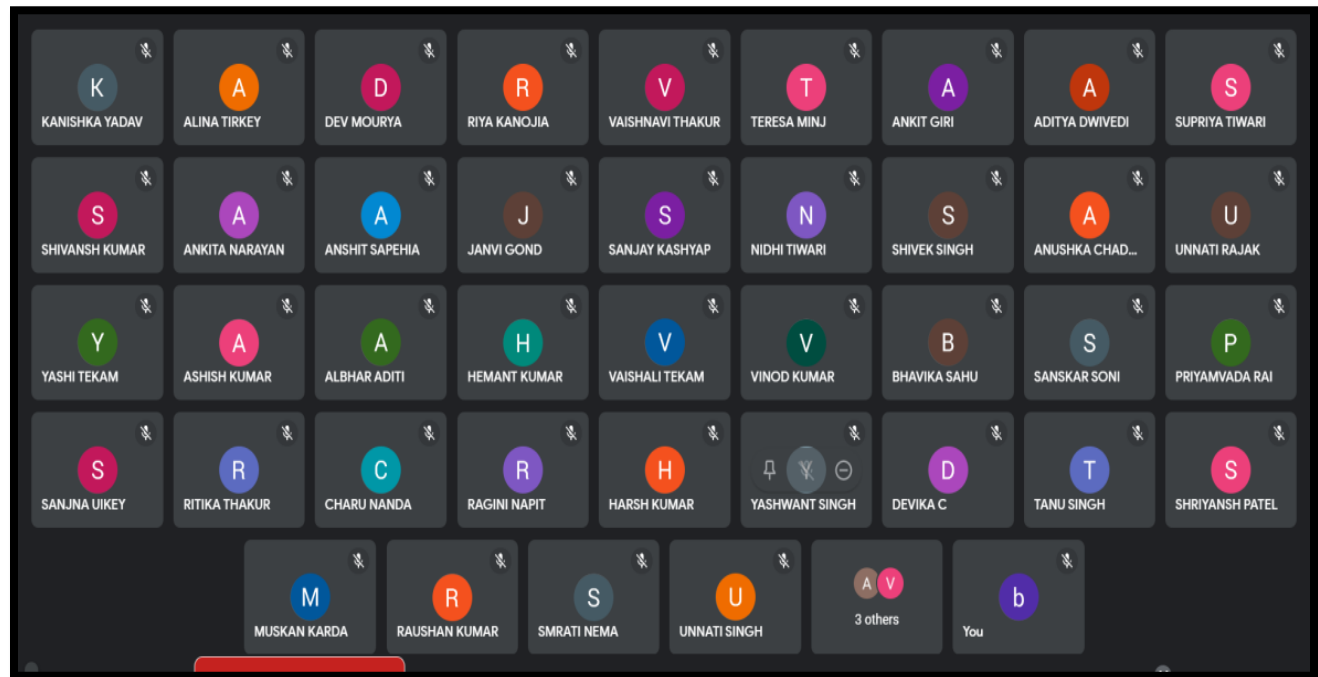 K A D R V T A A S
KANISHKA YADAV ALINA TIRKEY DEV MOURYA RIYA KANOJIA VAISHNAVI THAKUR TERESA MINJ ANKIT GIRI ADITYA DWIVEDI SUPRIYA TIWARI
S A A J S N S A U
SHIVANSH KUMAR ANKITA NARAYAN ANSHIT SAPEHIA JANVI GOND SANJAY KASHYAP NIDHI TIWARI SHIVEK SINGH ANUSHKA CHAD... UNNATI RAJAK
Y A A H V V B S P
YASHI TEKAM ASHISH KUMAR ALBHAR ADITI HEMANT KUMAR VAISHALI TEKAM VINOD KUMAR BHAVIKA SAHU SANSKAR SONI PRIYAMVADA RAI
S R C R H Y D T S
SANJNA UIKEY RITIKA THAKUR CHARU NANDA RAGINI NAPIT HARSH KUMAR YASHWANT SINGH DEVIKA C TANU SINGH SHRIYANSH PATEL
M R S U A V b
MUSKAN KARDA RAUSHAN KUMAR SMRATI NEMA UNNATI SINGH 3 others You